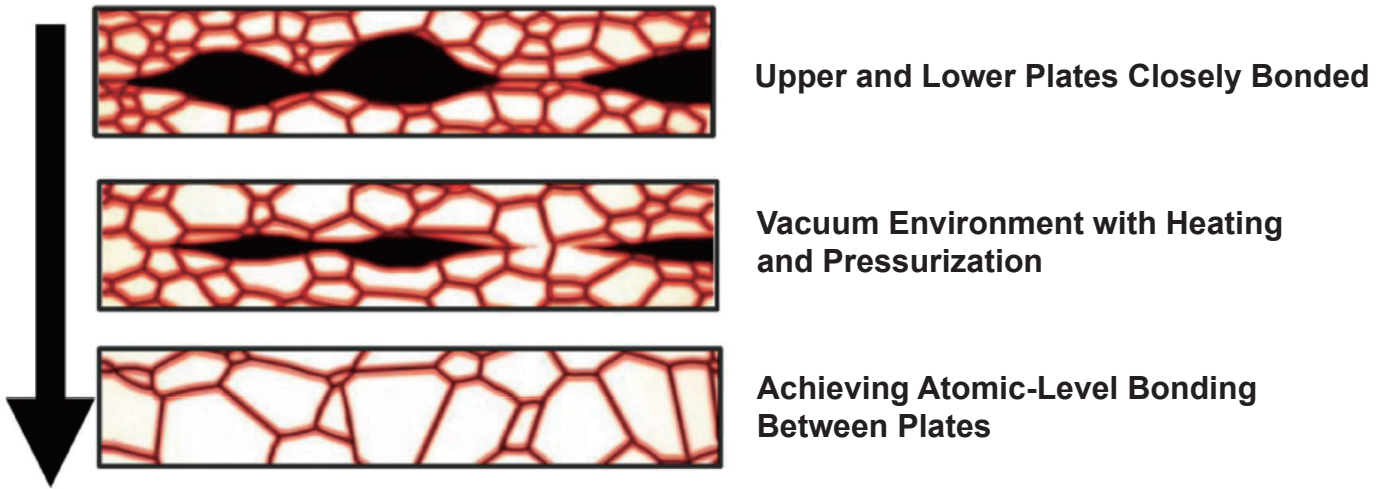 Upper and Lower Plates Closely Bonded
Vacuum Environment with Heating
and Pressurization
Achieving Atomic-Level Bonding
Between Plates